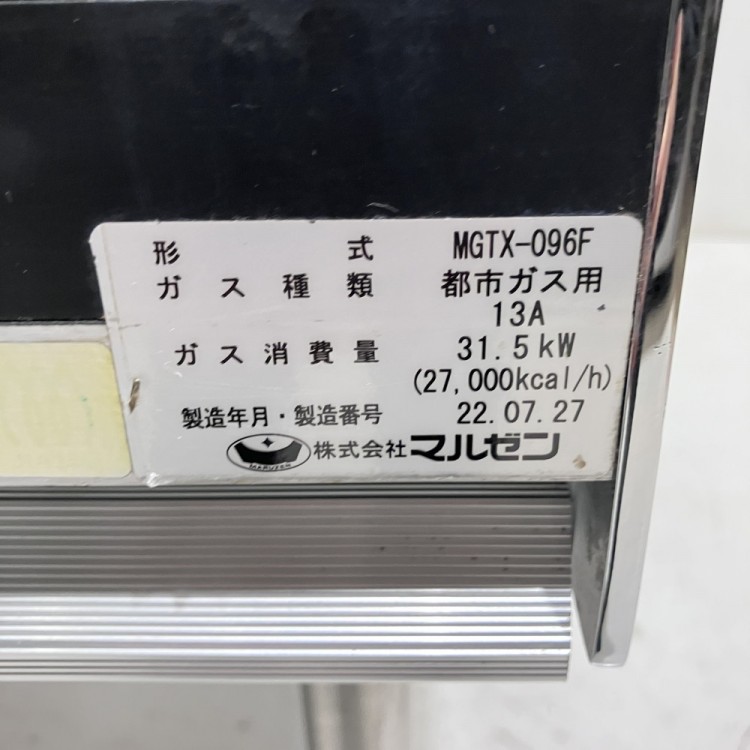 形式 MGTX-096F
ガス種類 都市ガス用
13A
ガス消費量 31.5kW
(27,000kcal/h)
製造年月・製造番号 22.07.27
MARUZEN 株式会社マルゼン